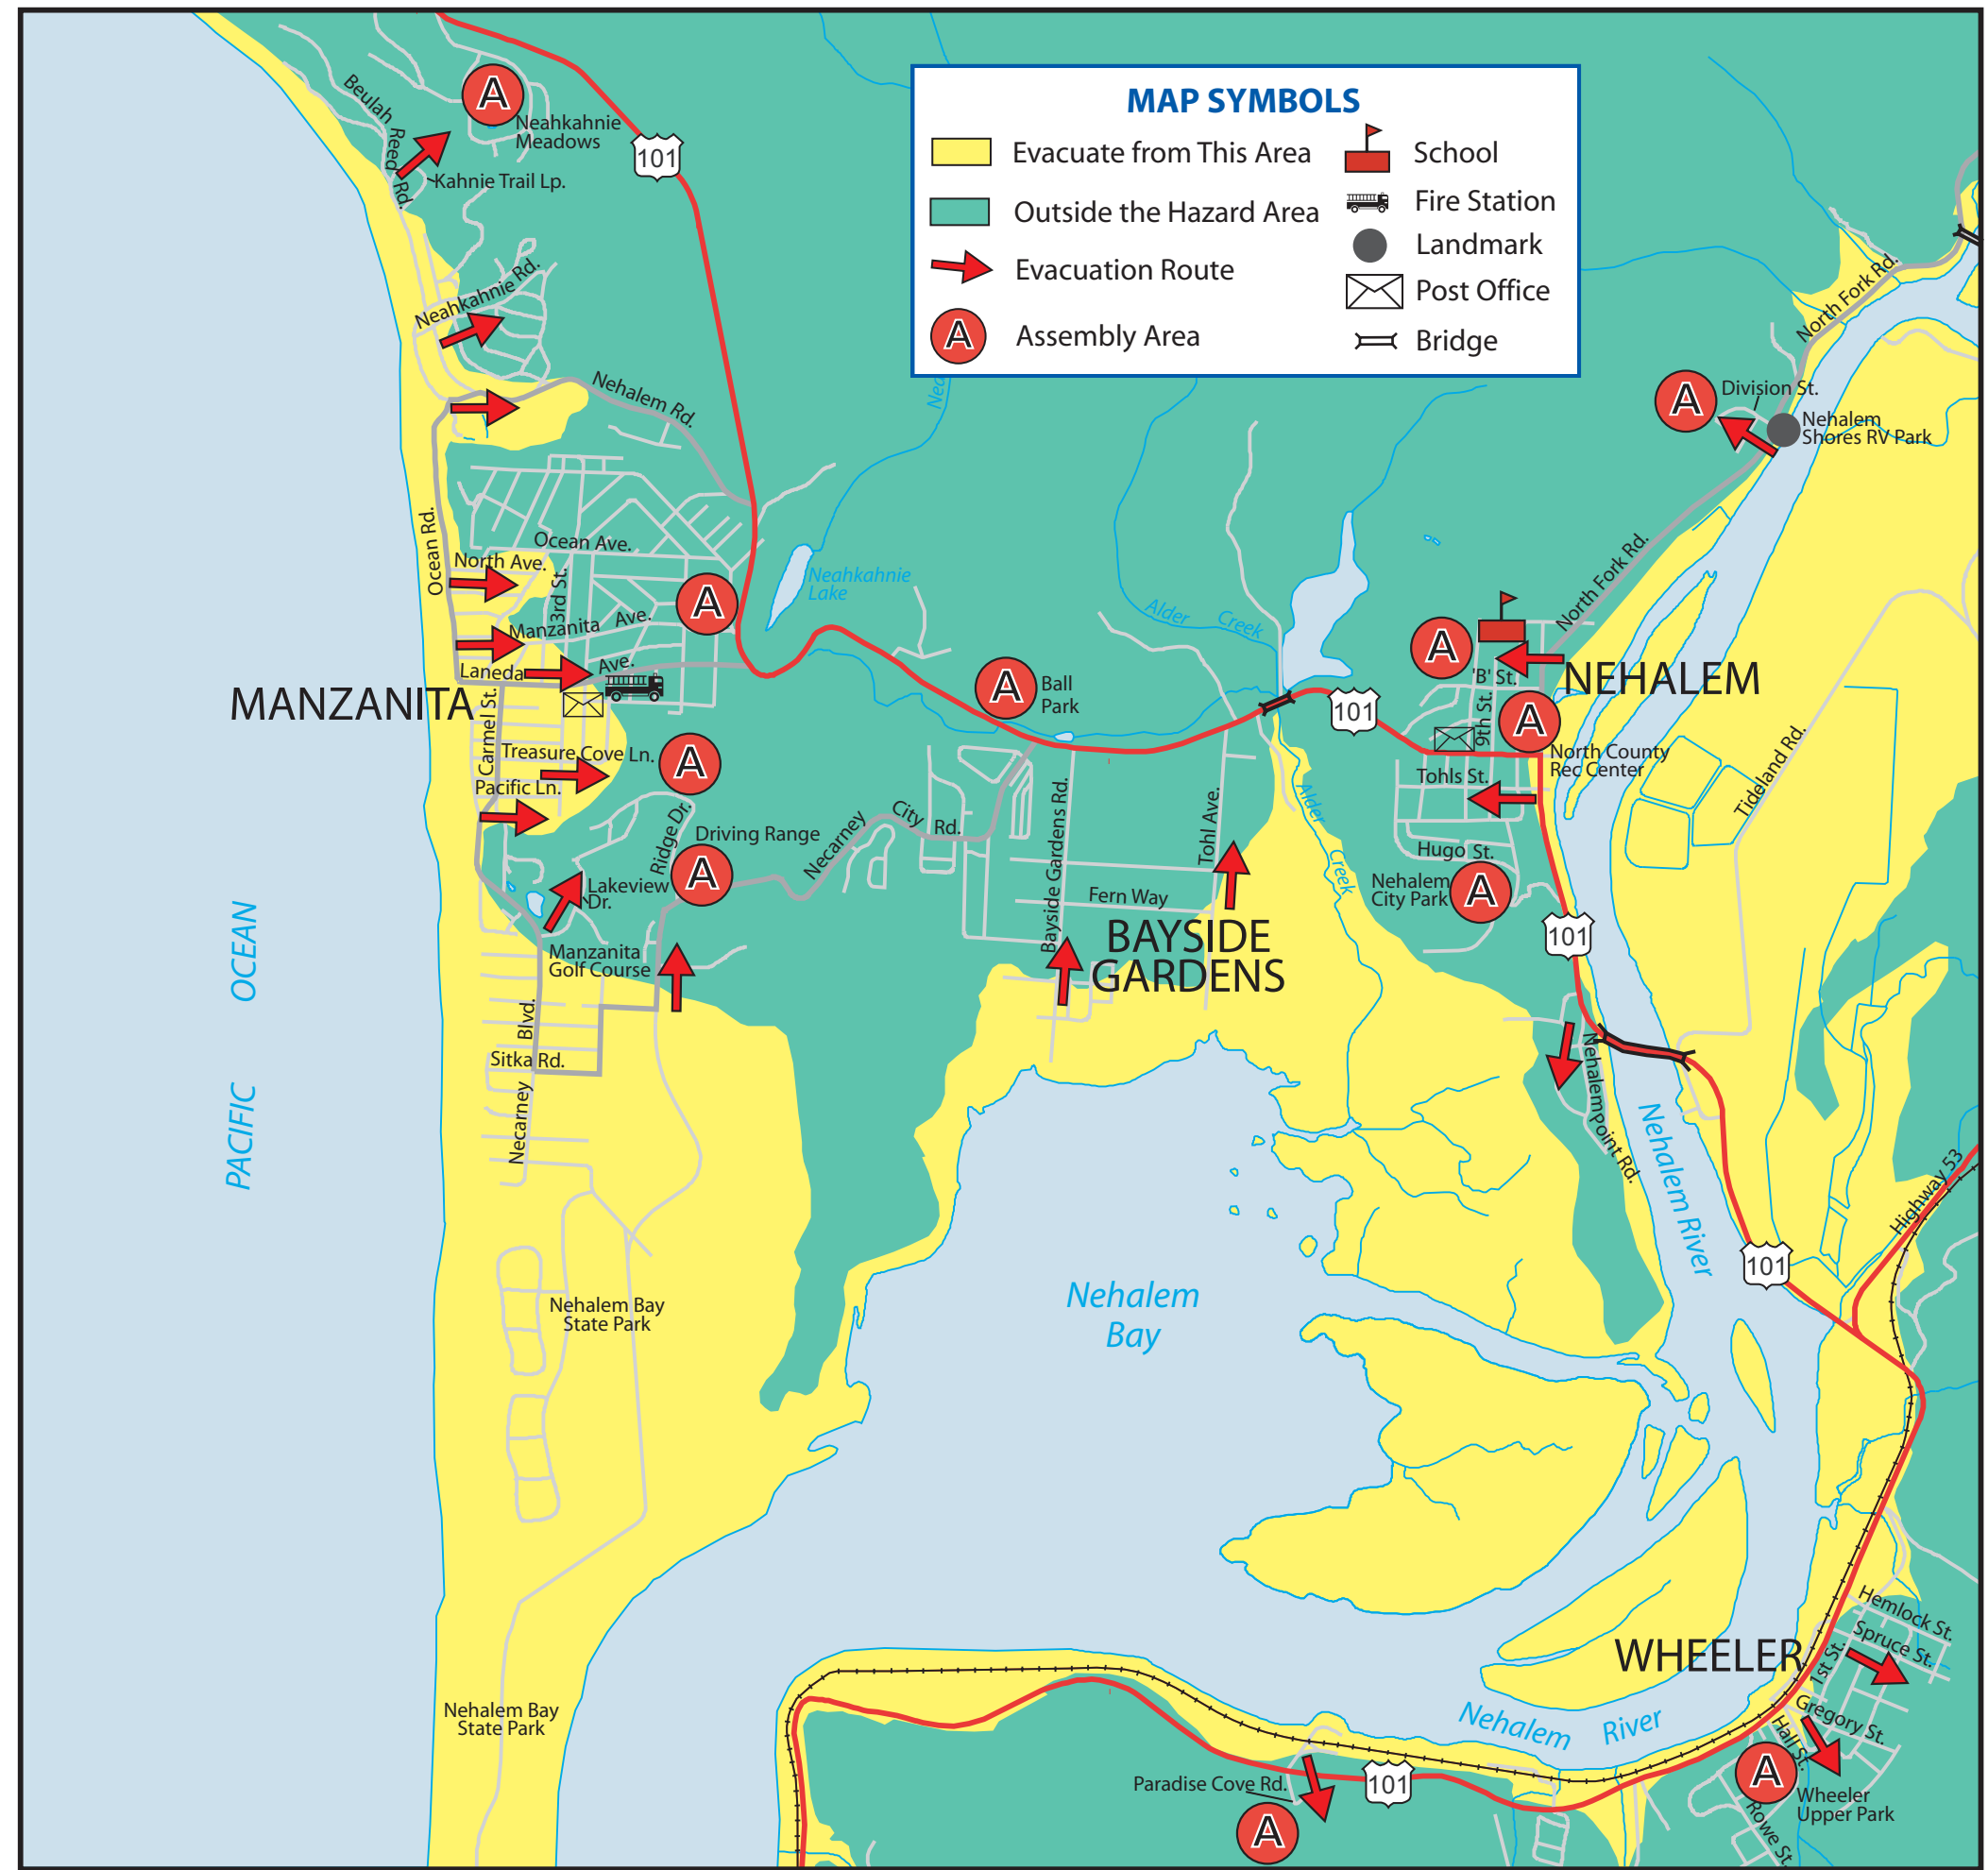 MAP SYMBOLS
Evacuate from This Area
Outside the Hazard Area
Evacuation Route
A
Assembly Area
School
Fire Station
Landmark
Post Office
Bridge
Beulah
Reed
Rd.
A
Neahkahnie
Meadows
Kahnie Trail Lp.
101
Neahkahnie Rd.
Nehalem Rd.
Nea
North Fork Rd.
A
Division St.
Nehalem
Shores RV Park
North Fork Rd.
Ocean Rd.
Ocean Ave.
North Ave.
3rd St.
Manzanita Ave.
A
Neahkahnie
Lake
Alder Creek
Laneda Ave.
MANZANITA
Carmel St.
Treasure Cove Ln.
Pacific Ln.
A
A
Ball
Park
101
A
'B' St.
NEHALEM
9th St.
A
North County
Rec Center
Tohls St.
Tideland Rd.
Hugo St.
Nehalem
City Park
A
Ridge Dr.
Driving Range
A
Lakeview
Dr.
Necarney City Rd.
Bayside Gardens Rd.
Tohl Ave.
Fern Way
Alder Creek
BAYSIDE
GARDENS
101
Manzanita
Golf Course
PACIFIC OCEAN
Necarney Blvd.
Sitka Rd.
Nehalem Point Rd.
Nehalem River
Highway 53
101
Nehalem Bay
State Park
Nehalem
Bay
Nehalem Bay
State Park
WHEELER
Hemlock St.
Spruce St.
1st St.
Gregory St.
Hall St.
Nehalem River
A
Wheeler
Upper Park
Rowe St.
Paradise Cove Rd.
101
A